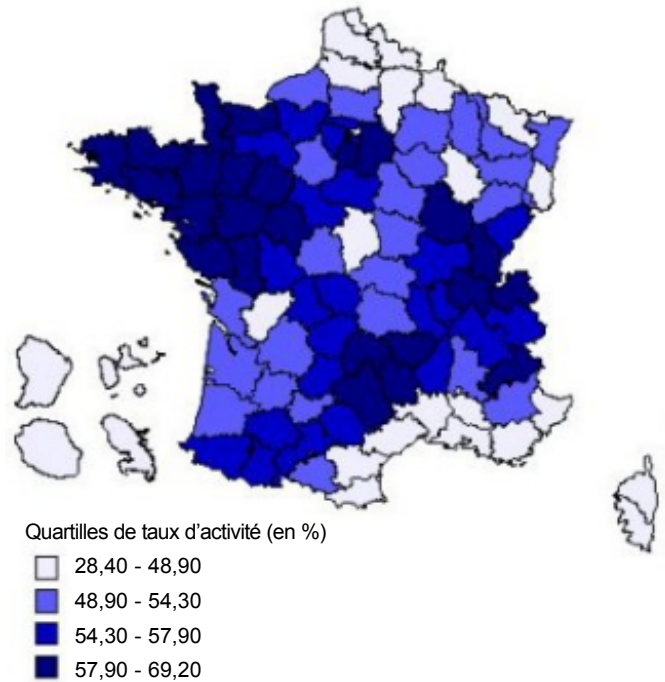 Quartilles de taux d’activité (en %)
28,40 - 48,90
48,90 - 54,30
54,30 - 57,90
57,90 - 69,20